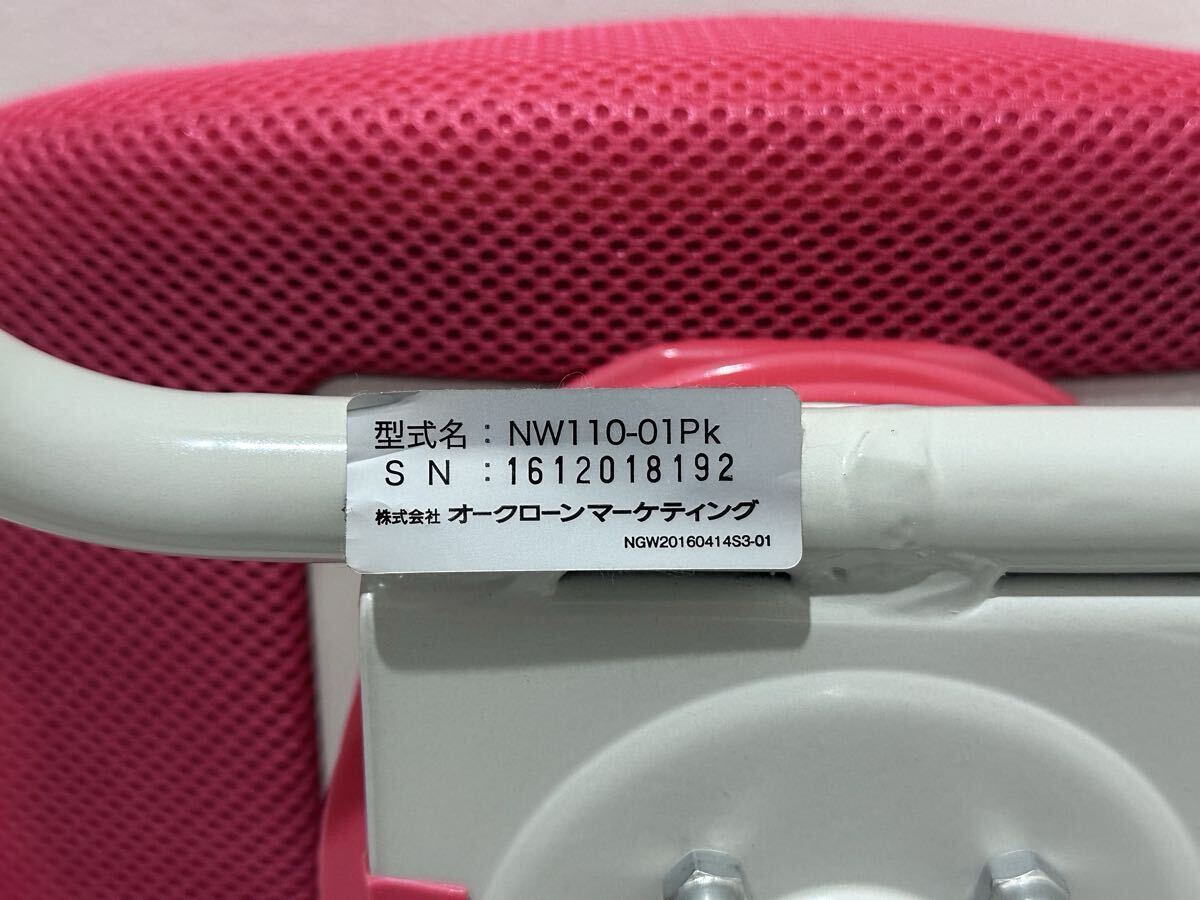 型式名 : NW110-01Pk
S N : 1612018192
株式会社 オークローンマーケティング
NGW20160414S3-01